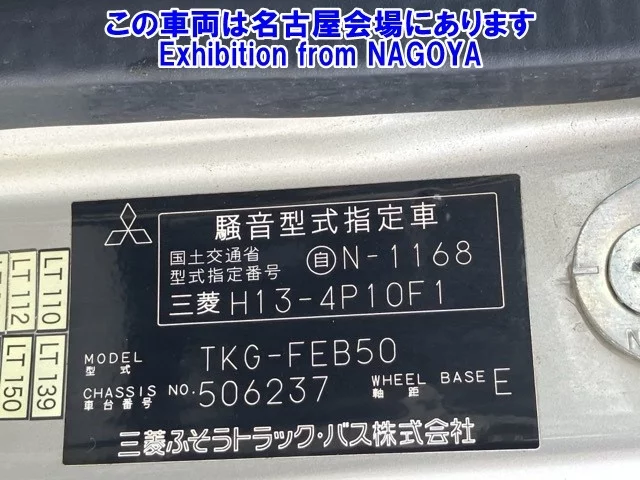 この車両は名古屋会場にあります
Exhibition from NAGOYA
騒音型式指定車
国土交通省
型式指定番号 自N-1168
三菱 H13-4P10F1
MODEL
型式 TKG-FEB50
CHASSIS NO.
車台番号 506237
WHEEL BASE
軸距 E
三菱ふそうトラック・バス株式会社
LT 110
LT 112
LT 139
LT 150